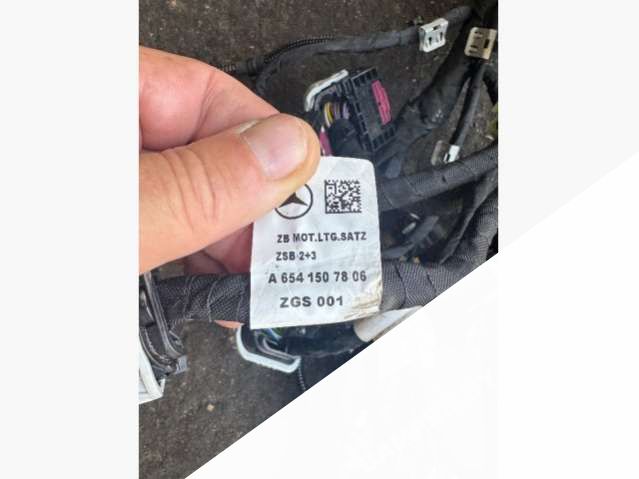 ZB MOT.LTG.SATZ
ZSB 2+3
A 654 150 78 06
ZGS 001